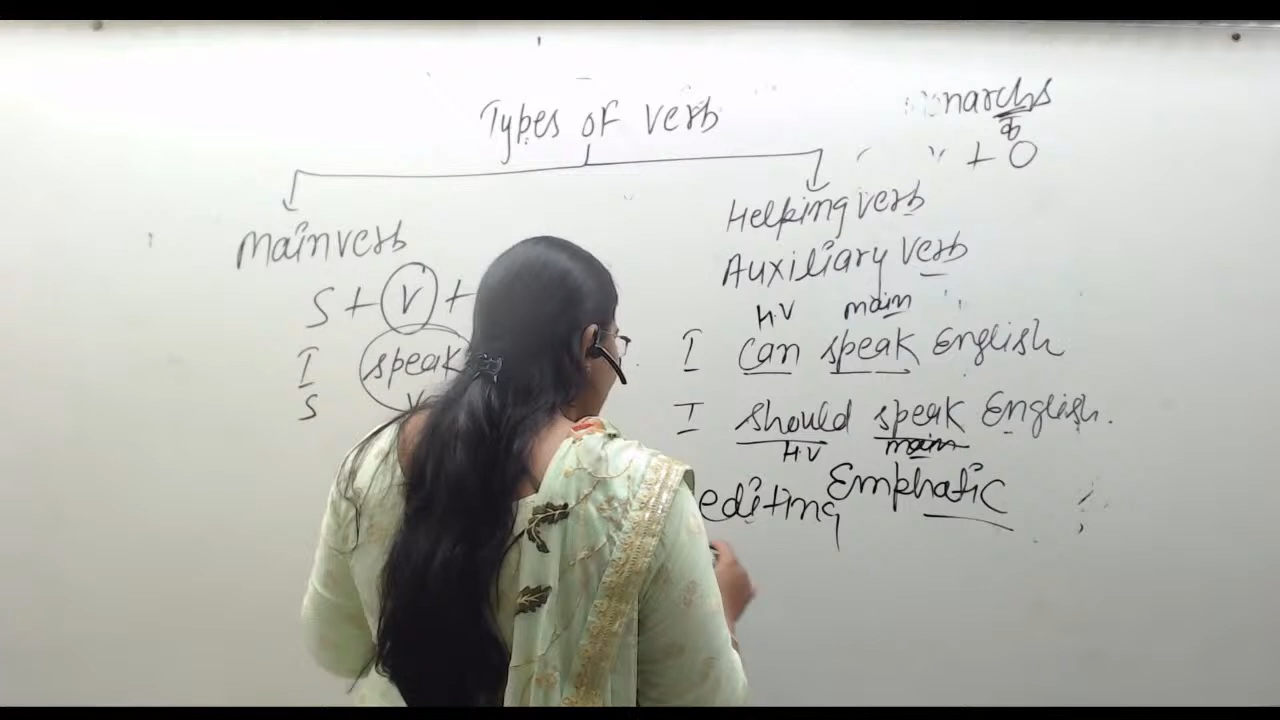 Types of verb
narchs
+ O
Main verb
Helping verb
Auxiliary verb
S + V +
H.V main
I speak
I can speak English
S
I should speak English.
HV main
editing Emphatic